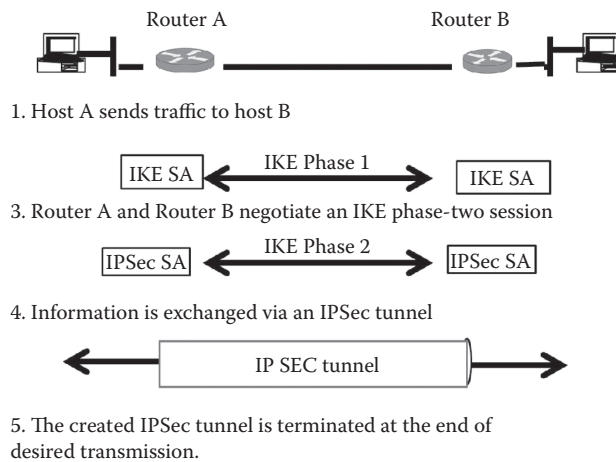 Router A
Router B
1. Host A sends traffic to host B
IKE SA
IKE Phase 1
IKE SA
3. Router A and Router B negotiate an IKE phase-two session
IPSec SA
IKE Phase 2
IPSec SA
4. Information is exchanged via an IPSec tunnel
IP SEC tunnel
5. The created IPSec tunnel is terminated at the end of
desired transmission.